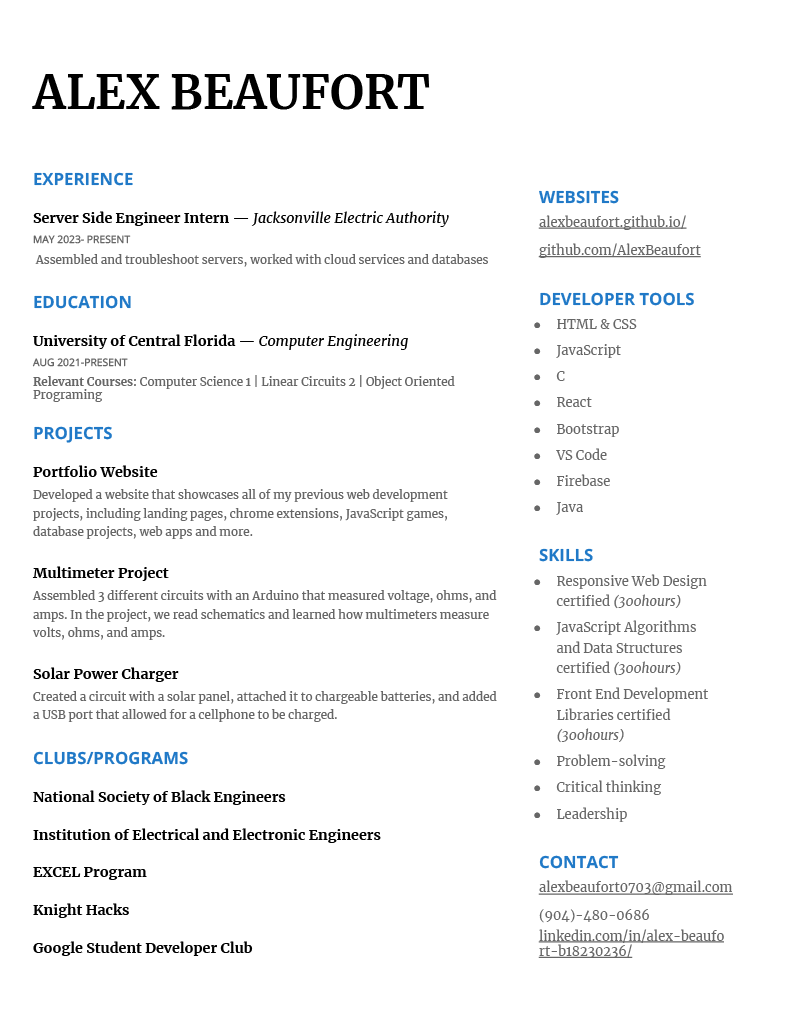 ALEX BEAUFORT
EXPERIENCE
Server Side Engineer Intern — Jacksonville Electric Authority
MAY 2023- PRESENT
Assembled and troubleshoot servers, worked with cloud services and databases
EDUCATION
University of Central Florida — Computer Engineering
AUG 2021-PRESENT
Relevant Courses: Computer Science 1 | Linear Circuits 2 | Object Oriented
Programing
PROJECTS
Portfolio Website
Developed a website that showcases all of my previous web development
projects, including landing pages, chrome extensions, JavaScript games,
database projects, web apps and more.
Multimeter Project
Assembled 3 different circuits with an Arduino that measured voltage, ohms, and
amps. In the project, we read schematics and learned how multimeters measure
volts, ohms, and amps.
Solar Power Charger
Created a circuit with a solar panel, attached it to chargeable batteries, and added
a USB port that allowed for a cellphone to be charged.
CLUBS/PROGRAMS
National Society of Black Engineers
Institution of Electrical and Electronic Engineers
EXCEL Program
Knight Hacks
Google Student Developer Club
WEBSITES
alexbeaufort.github.io/
github.com/AlexBeaufort
DEVELOPER TOOLS
● HTML & CSS
● JavaScript
● C
● React
● Bootstrap
● VS Code
● Firebase
● Java
SKILLS
● Responsive Web Design
certified (300hours)
● JavaScript Algorithms
and Data Structures
certified (300hours)
● Front End Development
Libraries certified
(300hours)
● Problem-solving
● Critical thinking
● Leadership
CONTACT
alexbeaufort0703@gmail.com
(904)-480-0686
linkedin.com/in/alex-beaufo
rt-b18230236/